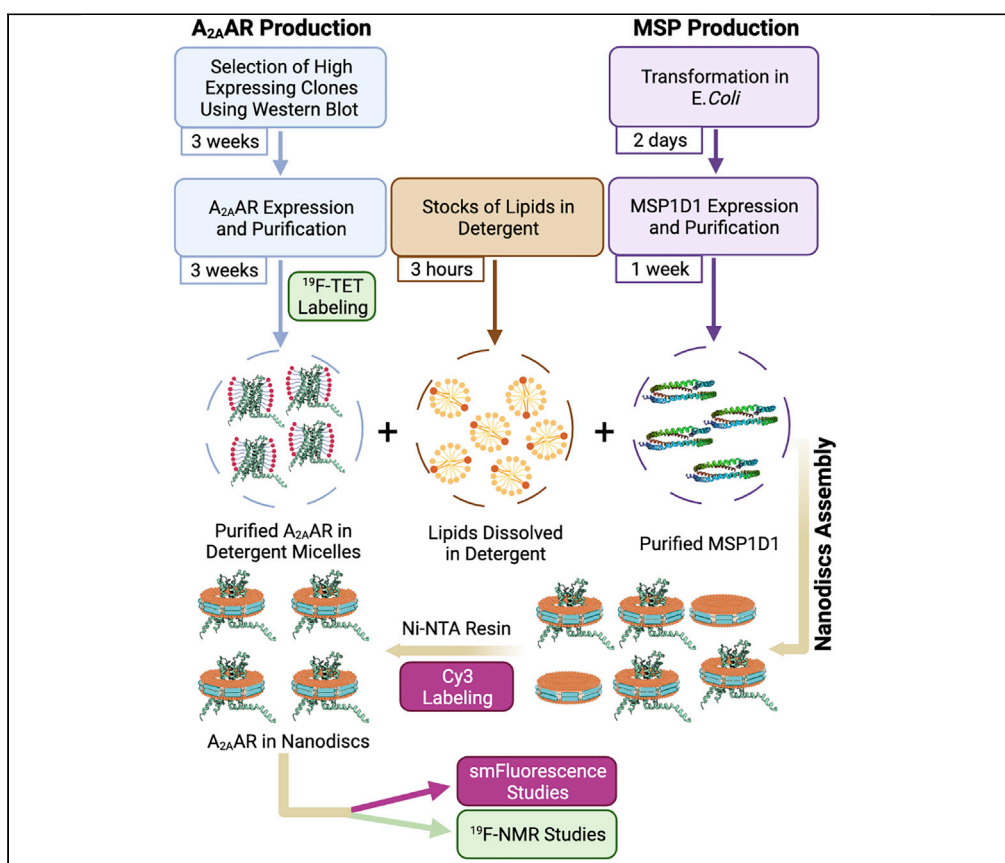 A₂ₐAR Production
MSP Production
Selection of High
Expressing Clones
Using Western Blot
3 weeks
Transformation in
E.Coli
2 days
A₂ₐAR Expression
and Purification
3 weeks
Stocks of Lipids in
Detergent
3 hours
MSP1D1 Expression
and Purification
1 week
¹⁹F-TET
Labeling
+
+
Purified A₂ₐAR in
Detergent Micelles
Lipids Dissolved
in Detergent
Purified MSP1D1
Nanodiscs Assembly
Ni-NTA Resin
Cy3
Labeling
A₂ₐAR in Nanodiscs
smFluorescence
Studies
¹⁹F-NMR Studies